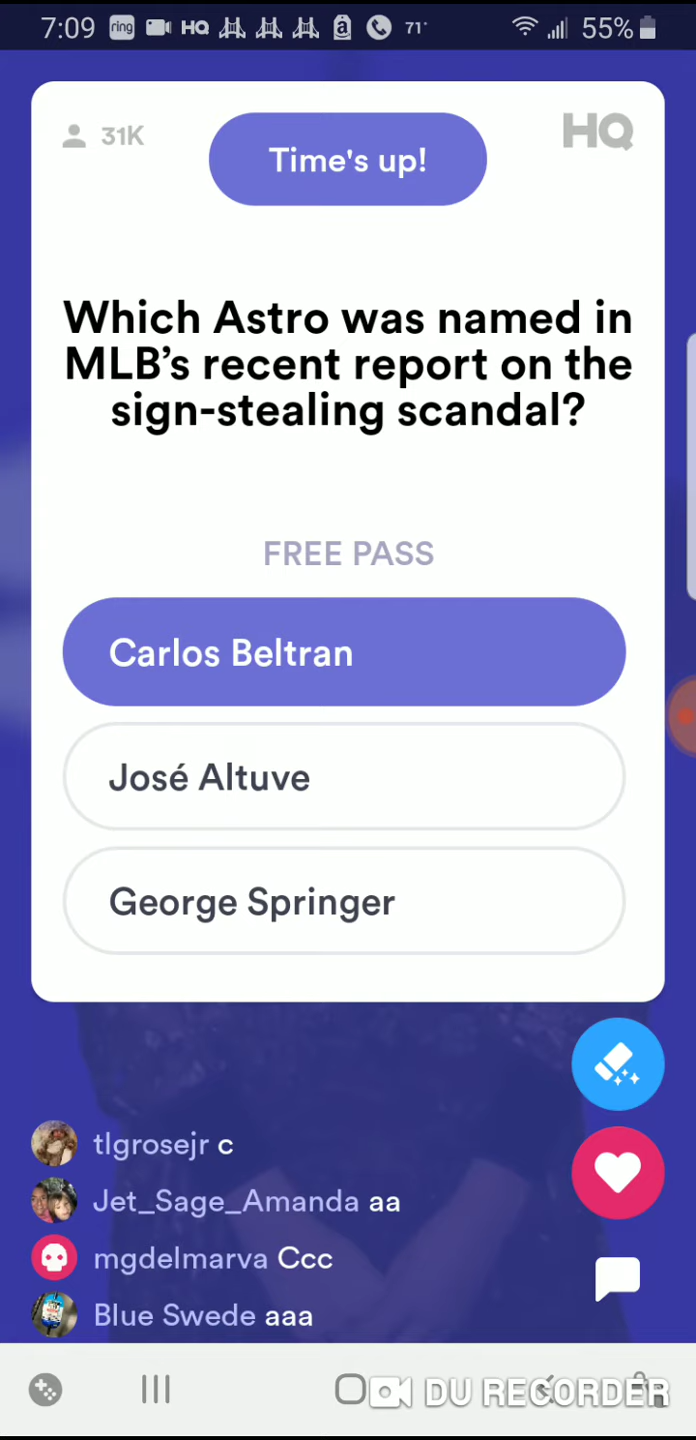 7:09 ring HQ a 71° 55%
31K Time's up! HQ
Which Astro was named in
MLB’s recent report on the
sign-stealing scandal?
FREE PASS
Carlos Beltran
José Altuve
George Springer
tlgrosejr c
Jet_Sage_Amanda aa
mgdelmarva Ccc
Blue Swede aaa
DU RECORDER